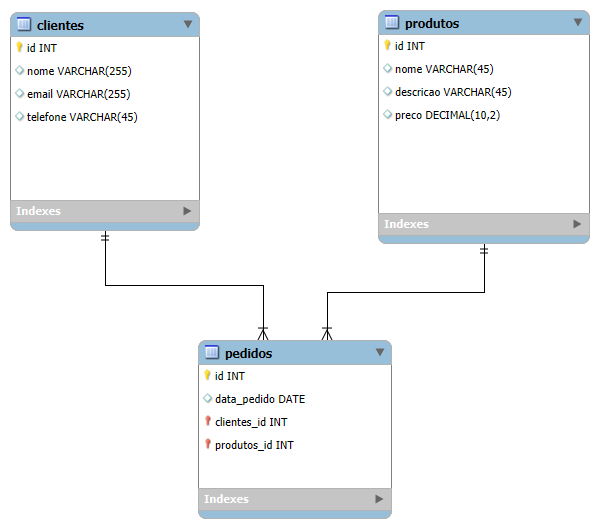 clientes
id INT
nome VARCHAR(255)
email VARCHAR(255)
telefone VARCHAR(45)
Indexes
produtos
id INT
nome VARCHAR(45)
descricao VARCHAR(45)
preco DECIMAL(10,2)
Indexes
pedidos
id INT
data_pedido DATE
clientes_id INT
produtos_id INT
Indexes